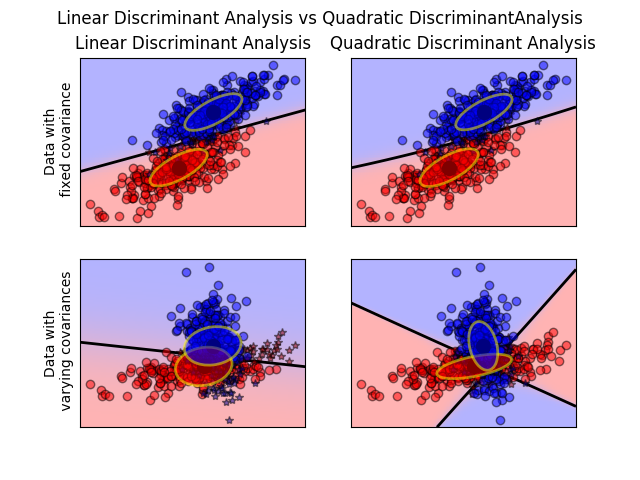 Linear Discriminant Analysis vs Quadratic DiscriminantAnalysis
Linear Discriminant Analysis
Quadratic Discriminant Analysis
Data with
fixed covariance
Data with
varying covariances